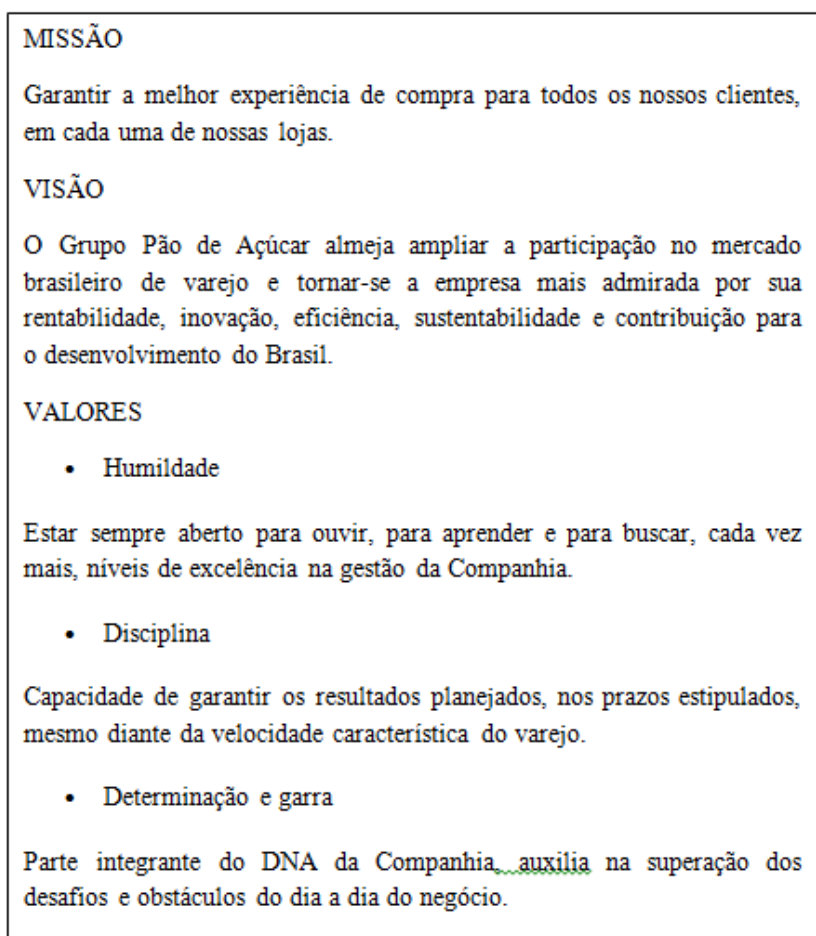 MISSÃO
Garantir a melhor experiência de compra para todos os nossos clientes,
em cada uma de nossas lojas.
VISÃO
O Grupo Pão de Açúcar almeja ampliar a participação no mercado
brasileiro de varejo e tornar-se a empresa mais admirada por sua
rentabilidade, inovação, eficiência, sustentabilidade e contribuição para
o desenvolvimento do Brasil.
VALORES
• Humildade
Estar sempre aberto para ouvir, para aprender e para buscar, cada vez
mais, níveis de excelência na gestão da Companhia.
• Disciplina
Capacidade de garantir os resultados planejados, nos prazos estipulados,
mesmo diante da velocidade característica do varejo.
• Determinação e garra
Parte integrante do DNA da Companhia, auxilia na superação dos
desafios e obstáculos do dia a dia do negócio.